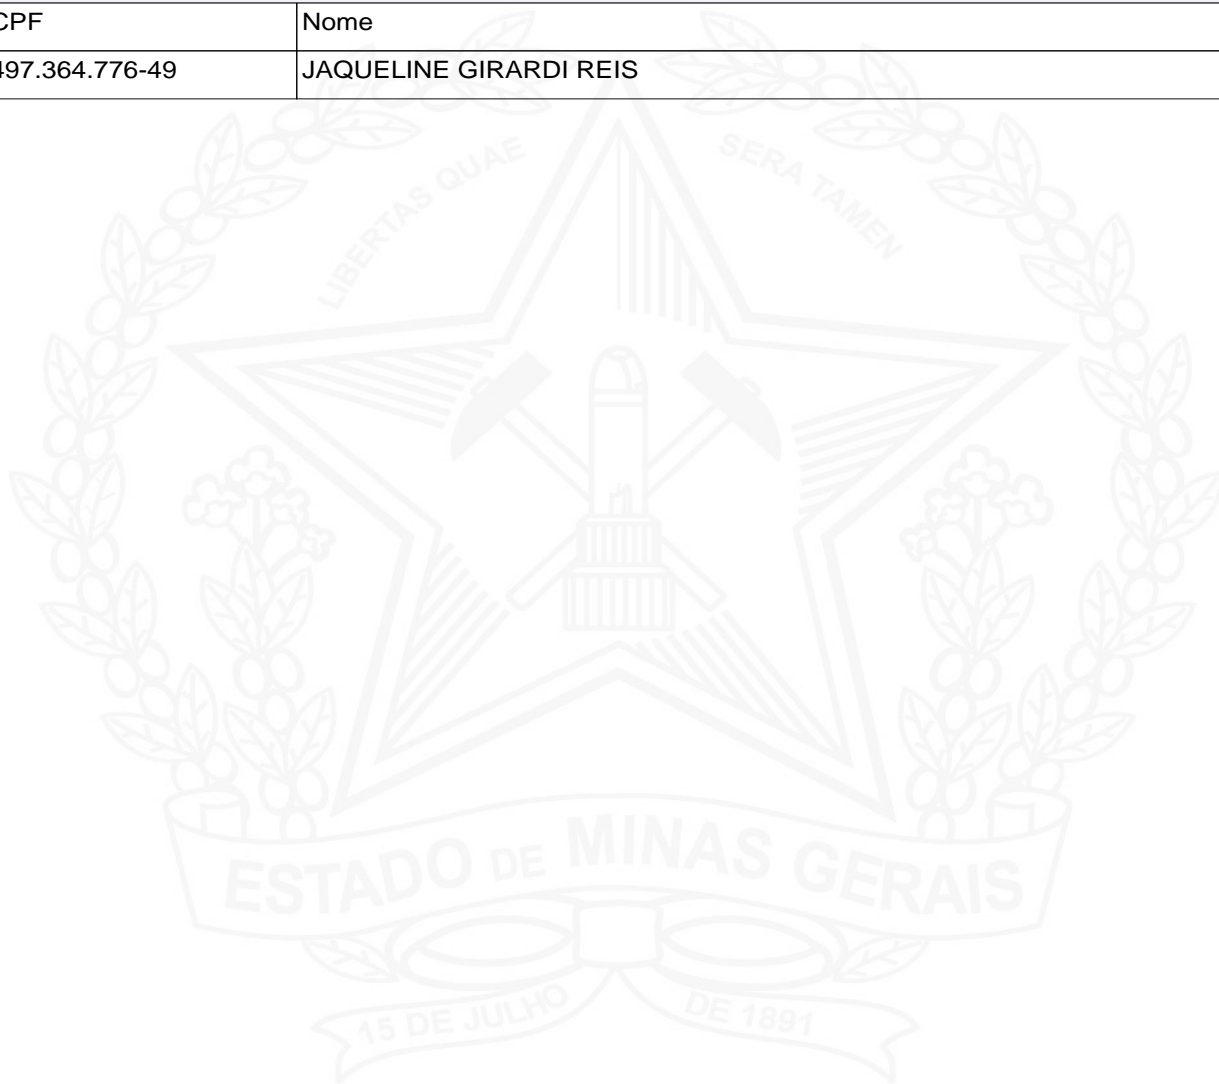 CPF Nome
497.364.776-49 JAQUELINE GIRARDI REIS
LIBERTAS QUAE SERA TAMEN
ESTADO DE MINAS GERAIS
15 DE JULHO DE 1891